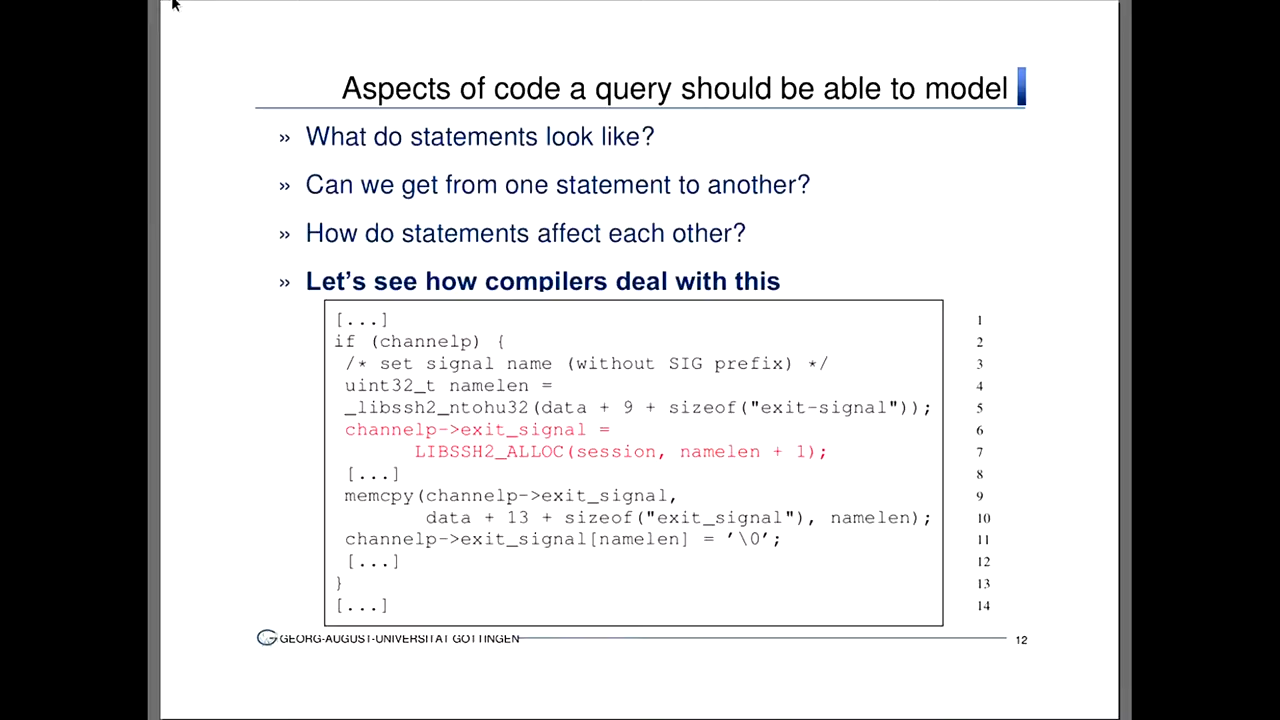 Aspects of code a query should be able to model
» What do statements look like?
» Can we get from one statement to another?
» How do statements affect each other?
» Let's see how compilers deal with this
[...] 1
if (channelp) { 2
/* set signal name (without SIG prefix) */ 3
uint32_t namelen = 4
_libssh2_ntohu32(data + 9 + sizeof("exit-signal")); 5
channelp->exit_signal = 6
LIBSSH2_ALLOC(session, namelen + 1); 7
[...] 8
memcpy(channelp->exit_signal, 9
data + 13 + sizeof("exit_signal"), namelen); 10
channelp->exit_signal[namelen] = '\0'; 11
[...] 12
} 13
[...] 14
GEORG-AUGUST-UNIVERSITÄT GÖTTINGEN 12